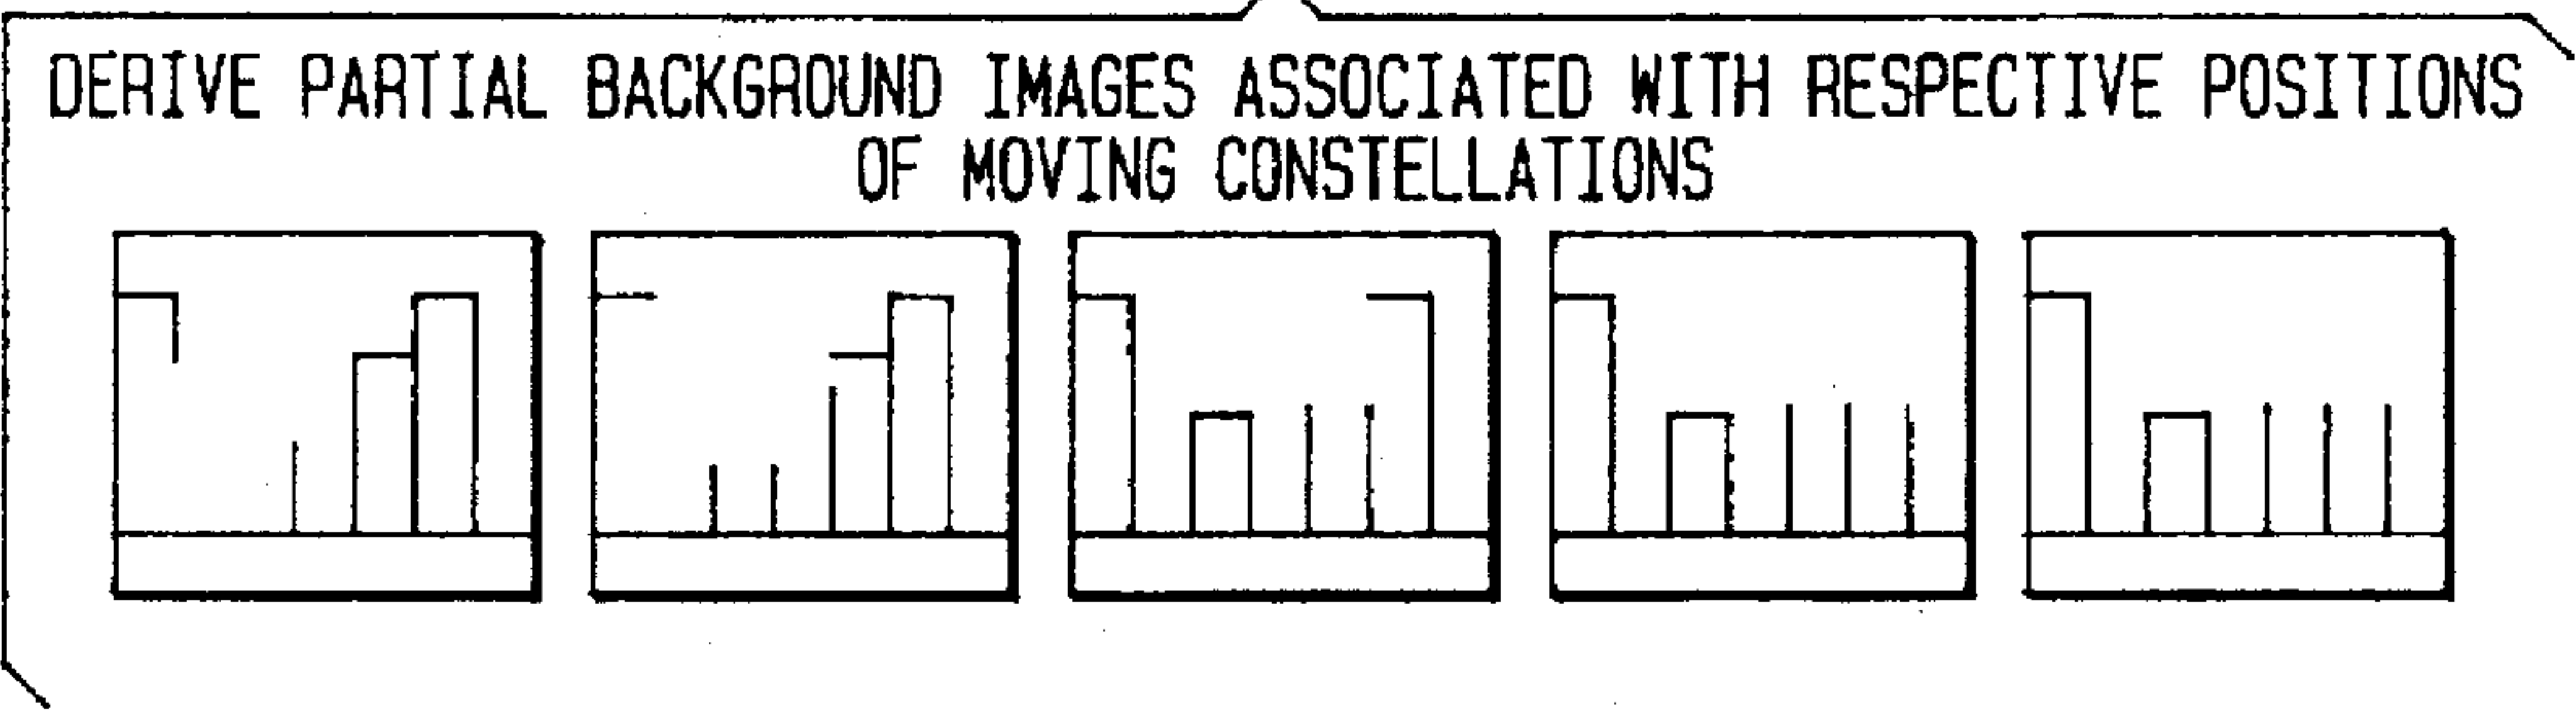 DERIVE PARTIAL BACKGROUND IMAGES ASSOCIATED WITH RESPECTIVE POSITIONS
OF MOVING CONSTELLATIONS